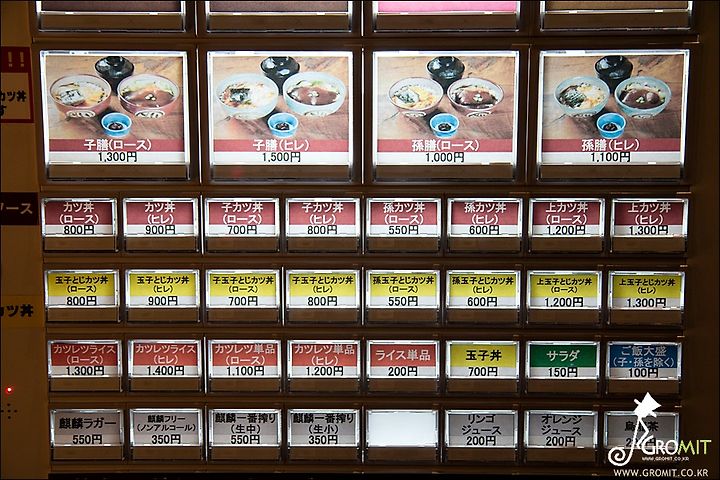 子膳(ロース)
1,300円
子膳(ヒレ)
1,500円
孫膳(ロース)
1,000円
孫膳(ヒレ)
1,100円
カツ丼
(ロース)
800円
カツ丼
(ヒレ)
900円
子カツ丼
(ロース)
700円
子カツ丼
(ヒレ)
800円
孫カツ丼
(ロース)
550円
孫カツ丼
(ヒレ)
600円
上カツ丼
(ロース)
1,200円
上カツ丼
(ヒレ)
1,300円
玉子とじカツ丼
(ロース)
800円
玉子とじカツ丼
(ヒレ)
900円
子玉子とじカツ丼
(ロース)
700円
子玉子とじカツ丼
(ヒレ)
800円
孫玉子とじカツ丼
(ロース)
550円
孫玉子とじカツ丼
(ヒレ)
600円
上玉子とじカツ丼
(ロース)
1,200円
上玉子とじカツ丼
(ヒレ)
1,300円
カツレツライス
(ロース)
1,300円
カツレツライス
(ヒレ)
1,400円
カツレツ単品
(ロース)
1,100円
カツレツ単品
(ヒレ)
1,200円
ライス単品
200円
玉子丼
700円
サラダ
150円
ご飯大盛
(子・孫を除く)
100円
麒麟ラガー
550円
麒麟フリー
(ノンアルコール)
350円
麒麟一番搾り
(生中)
550円
麒麟一番搾り
(生小)
350円
リンゴ
ジュース
200円
オレンジ
ジュース
200円
カツ丼
ース
カツ丼
GROMIT
WWW.GROMIT.CO.KR
WWW.GROMIT.CO.KR